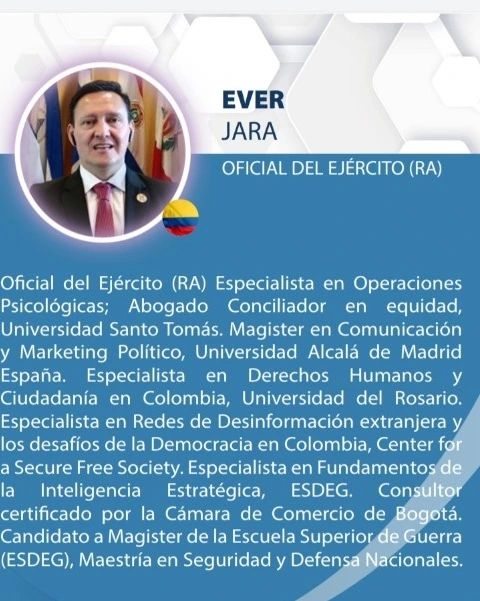 EVER
JARA
OFICIAL DEL EJÉRCITO (RA)
Oficial del Ejército (RA) Especialista en Operaciones
Psicológicas; Abogado Conciliador en equidad,
Universidad Santo Tomás. Magister en Comunicación
y Marketing Político, Universidad Alcalá de Madrid
España. Especialista en Derechos Humanos y
Ciudadanía en Colombia, Universidad del Rosario.
Especialista en Redes de Desinformación extranjera y
los desafíos de la Democracia en Colombia, Center for
a Secure Free Society. Especialista en Fundamentos de
la Inteligencia Estratégica, ESDEG. Consultor
certificado por la Cámara de Comercio de Bogotá.
Candidato a Magister de la Escuela Superior de Guerra
(ESDEG), Maestría en Seguridad y Defensa Nacionales.